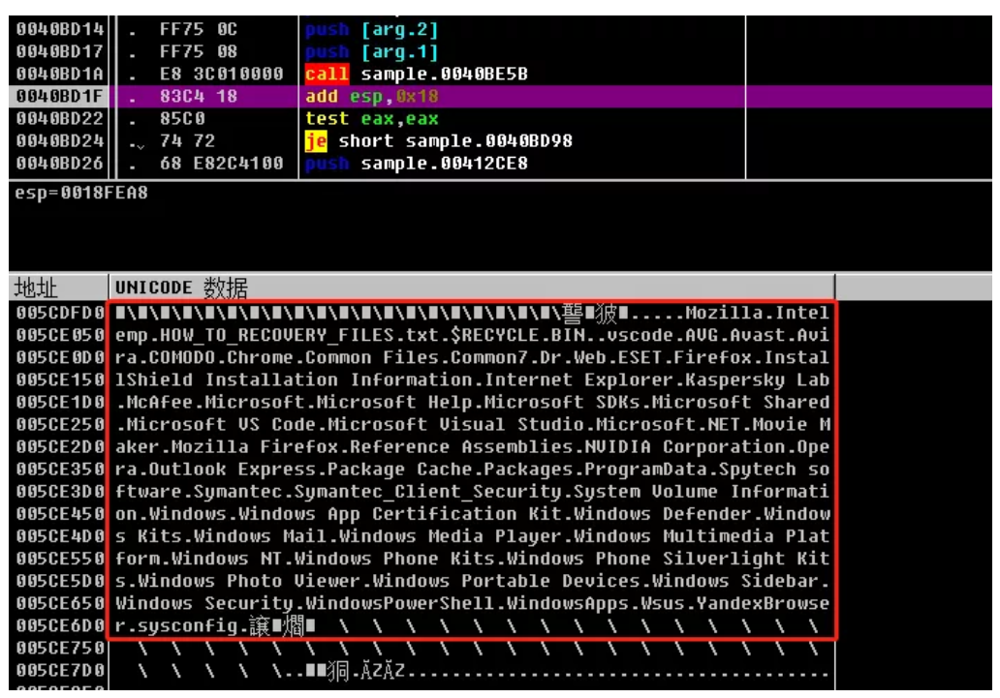 0040BD14 . FF75 0C push [arg.2]
0040BD17 . FF75 08 push [arg.1]
0040BD1A . E8 3C010000 call sample.0040BE5B
0040BD1F . 83C4 18 add esp,0x18
0040BD22 . 85C0 test eax,eax
0040BD24 .⌄ 74 72 je short sample.0040BD98
0040BD26 . 68 E82C4100 push sample.00412CE8
esp=0018FEA8
地址 UNICODE 数据
005CDFD0 ■\■\■\■\■\■\■\■\■\■\■\■\■\■\■\■\■\■\■\■\ ■ ■.....Mozilla.Intel
005CE050 emp.HOW_TO_RECOVERY_FILES.txt.$RECYCLE.BIN..vscode.AVG.Avast.Avi
005CE0D0 ra.COMODO.Chrome.Common Files.Common7.Dr.Web.ESET.Firefox.Instal
005CE150 lShield Installation Information.Internet Explorer.Kaspersky Lab
005CE1D0 .McAfee.Microsoft.Microsoft Help.Microsoft SDKs.Microsoft Shared
005CE250 .Microsoft VS Code.Microsoft Visual Studio.Microsoft.NET.Movie M
005CE2D0 aker.Mozilla Firefox.Reference Assemblies.NVIDIA Corporation.Ope
005CE350 ra.Outlook Express.Package Cache.Packages.ProgramData.Spytech so
005CE3D0 ftware.Symantec.Symantec_Client_Security.System Volume Informati
005CE450 on.Windows.Windows App Certification Kit.Windows Defender.Window
005CE4D0 s Kits.Windows Mail.Windows Media Player.Windows Multimedia Plat
005CE550 form.Windows NT.Windows Phone Kits.Windows Phone Silverlight Kit
005CE5D0 s.Windows Photo Viewer.Windows Portable Devices.Windows Sidebar.
005CE650 Windows Security.WindowsPowerShell.WindowsApps.Wsus.YandexBrowse
005CE6D0 r.sysconfig. ■ ■ \ \ \ \ \ \ \ \ \ \ \ \ \ \ \ \ \ \ \ \ \ \
005CE750 \ \ \ \ \ \ \ \ \ \ \ \ \ \ \ \ \ \ \ \ \ \ \ \ \ \ \ \ \ \ \ \
005CE7D0 \ \ \ \ \..■■狪.ǍZǍZ......................................